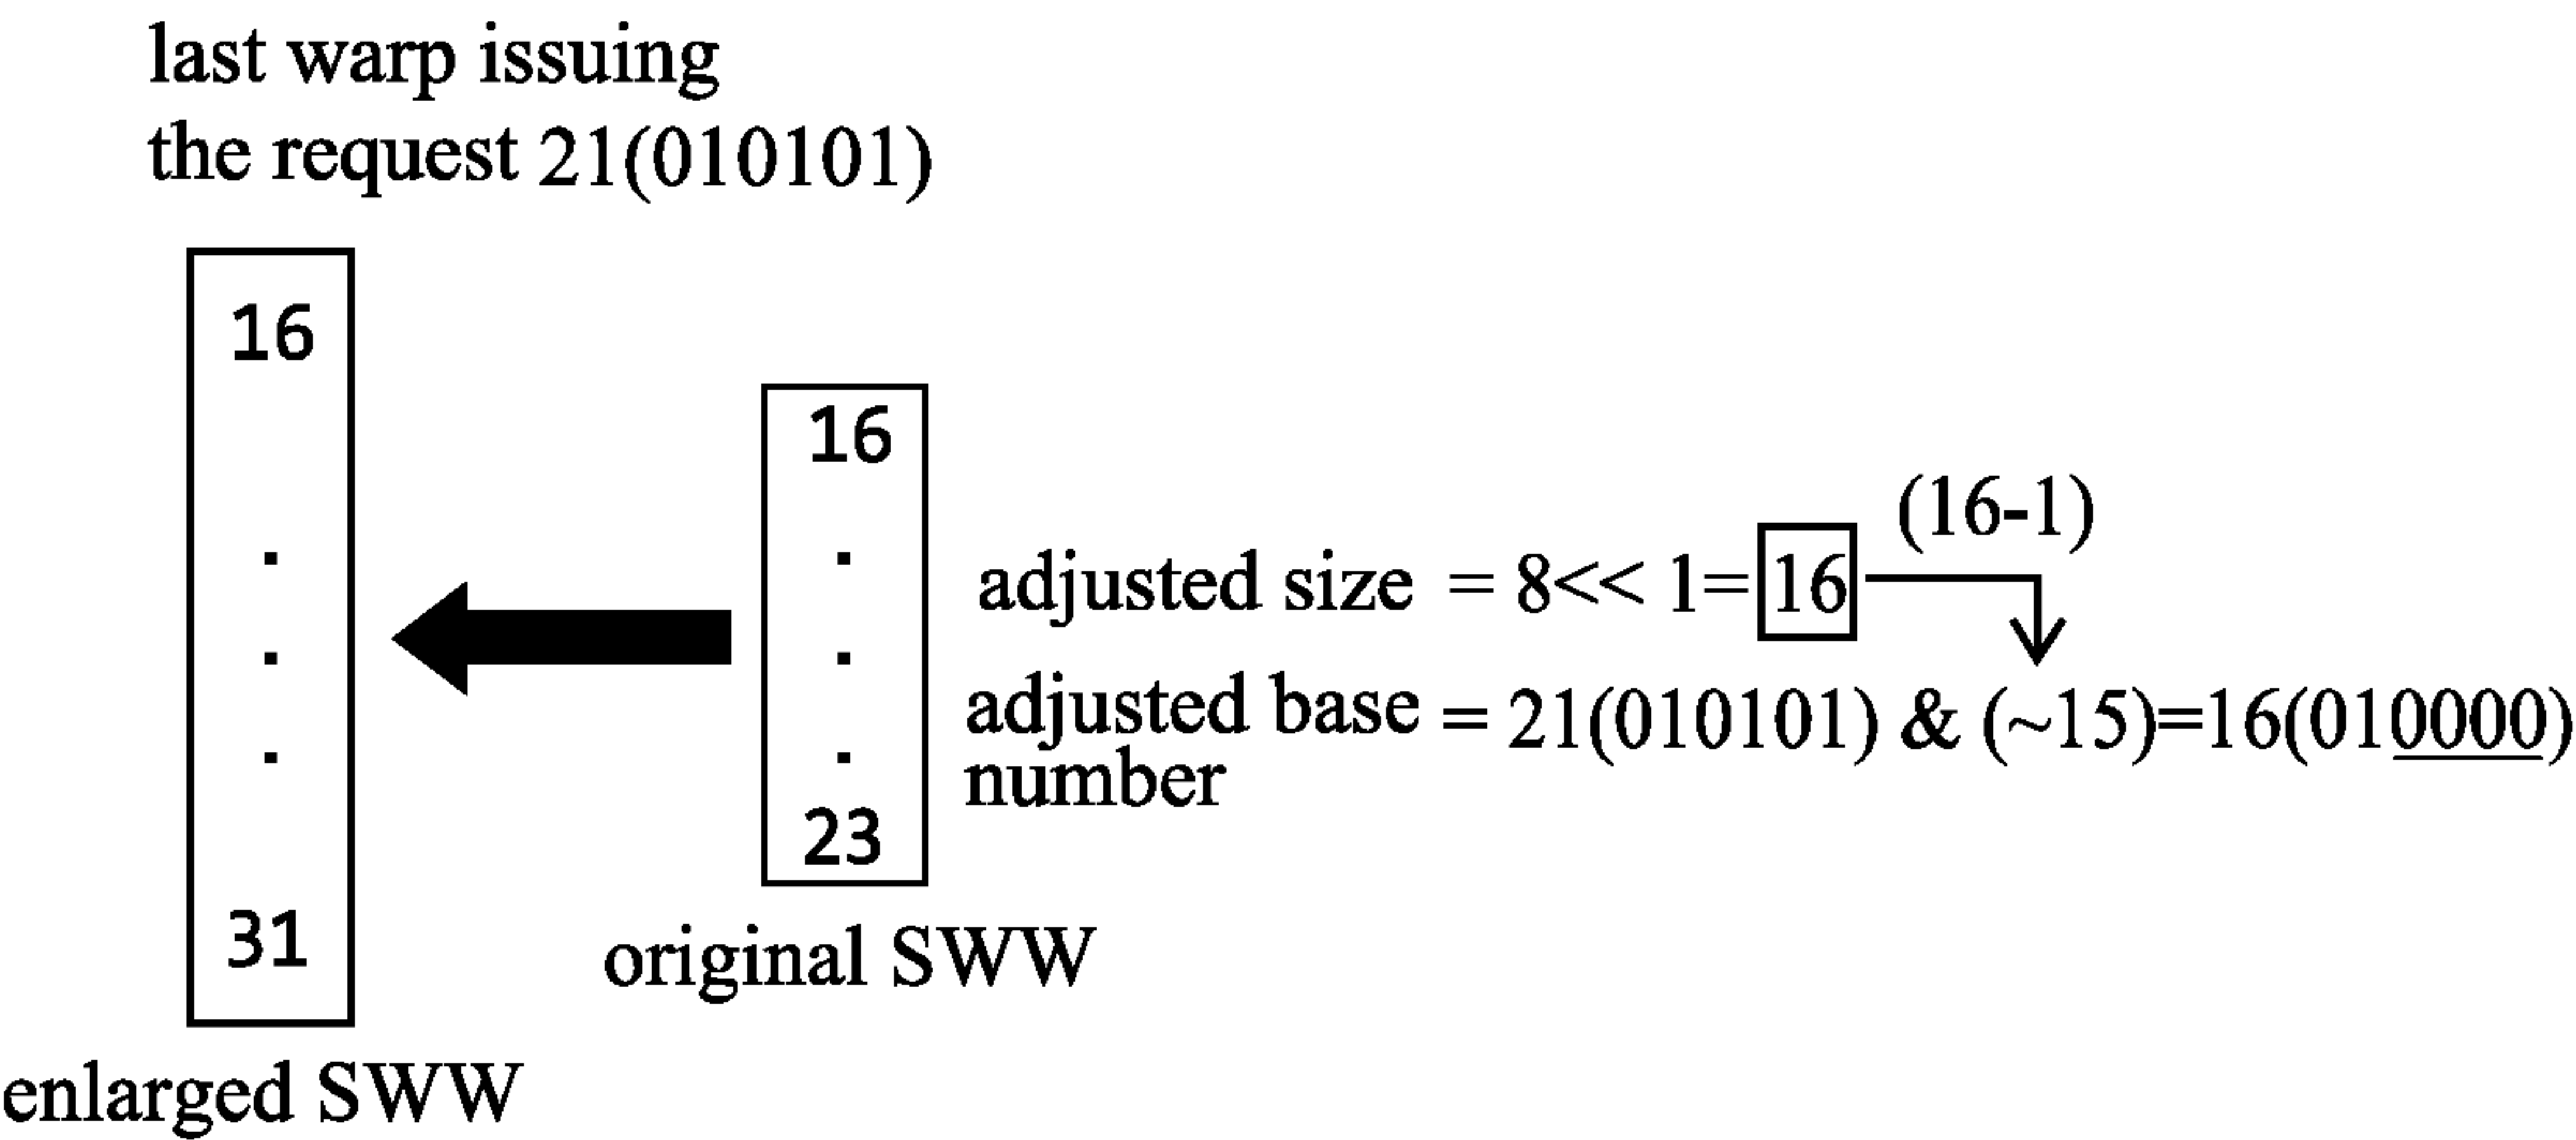 last warp issuing
the request 21(010101)
16
.
.
.
31
enlarged SWW
16
.
.
.
23
original SWW
(16-1)
adjusted size = 8<< 1=16
adjusted base = 21(010101) & (~15)=16(010000)
number